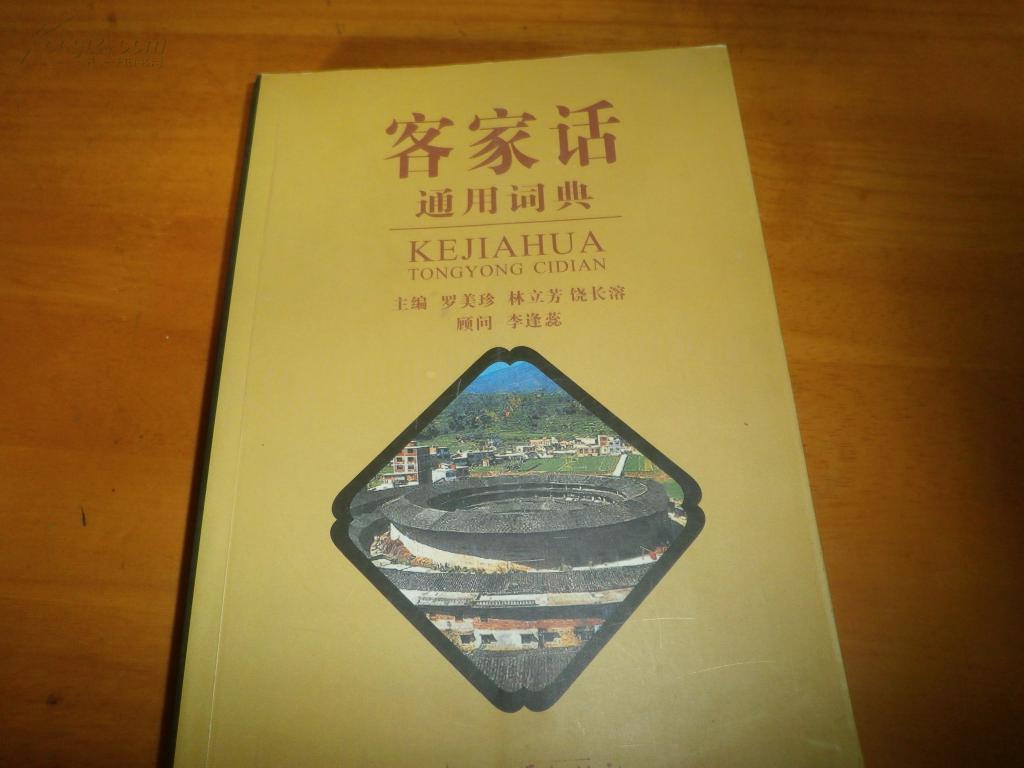 客家话
通用词典
KEJIAHUA
TONGYONG CIDIAN
主编 罗美珍 林立芳 饶长溶
顾问 李逢蕊